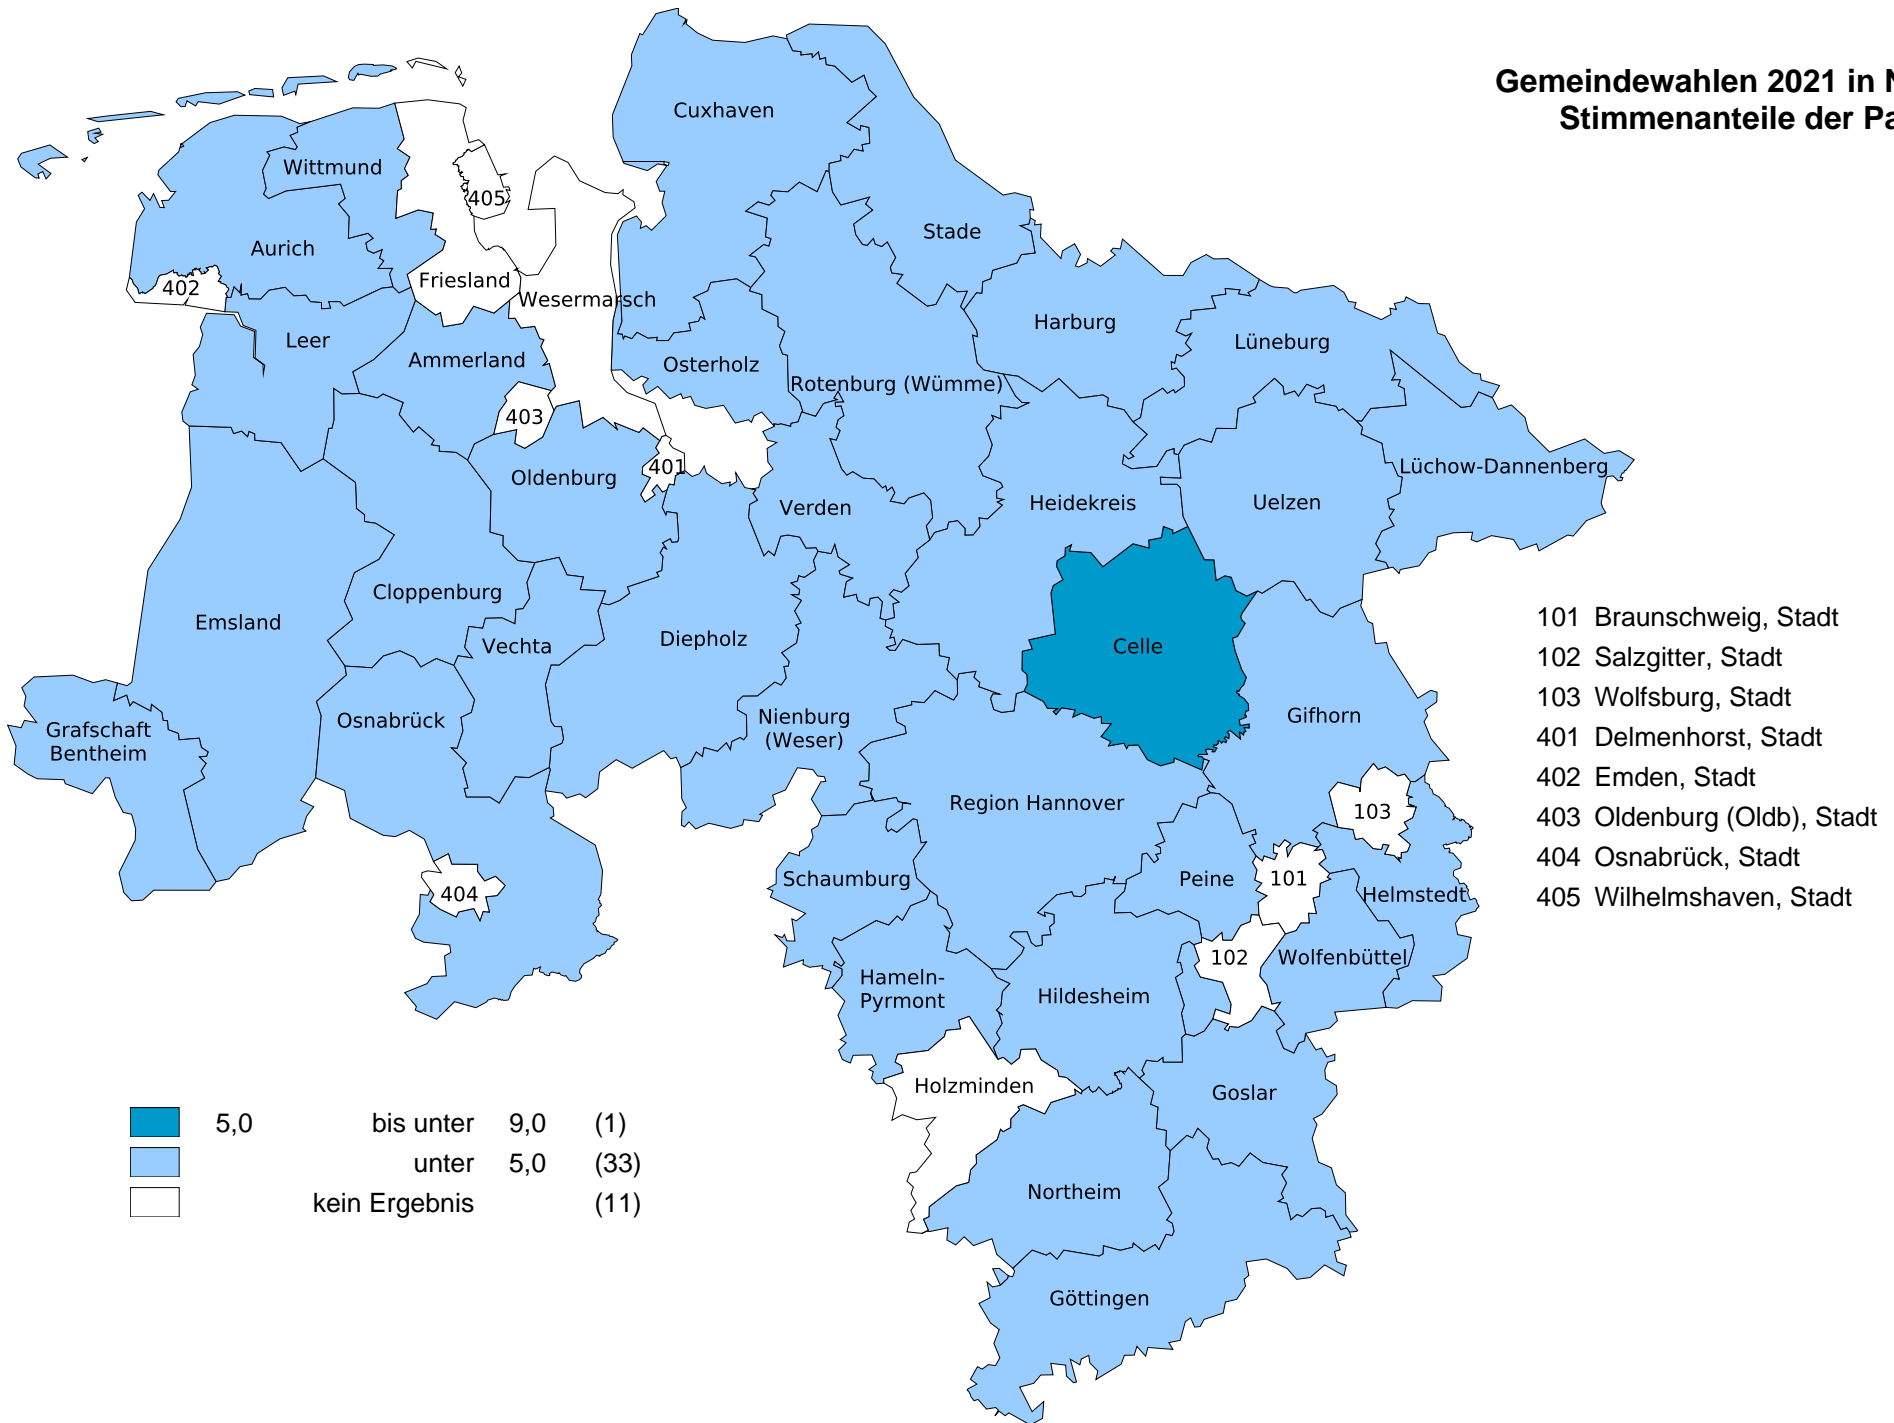 Gemeindewahlen 2021 in
Stimmenanteile der
Cuxhaven
Wittmund
405
Stade
Aurich
Friesland
402
Wesermarsch
Harburg
Leer
Lüneburg
Ammerland
Osterholz
Rotenburg (Wümme)
403
401
Lüchow-Dannenberg
Oldenburg
Heidekreis
Uelzen
Verden
Cloppenburg
Emsland
Diepholz
Vechta
Celle
Osnabrück
Nienburg
(Weser)
Gifhorn
Grafschaft
Bentheim
Region Hannover
103
Schaumburg
Peine
101
404
Helmstedt
102
Wolfenbüttel
Hameln-
Pyrmont
Hildesheim
Holzminden
Goslar
Northeim
Göttingen
101 Braunschweig, Stadt
102 Salzgitter, Stadt
103 Wolfsburg, Stadt
401 Delmenhorst, Stadt
402 Emden, Stadt
403 Oldenburg (Oldb), Stadt
404 Osnabrück, Stadt
405 Wilhelmshaven, Stadt
5,0 bis unter 9,0 (1)
unter 5,0 (33)
kein Ergebnis (11)